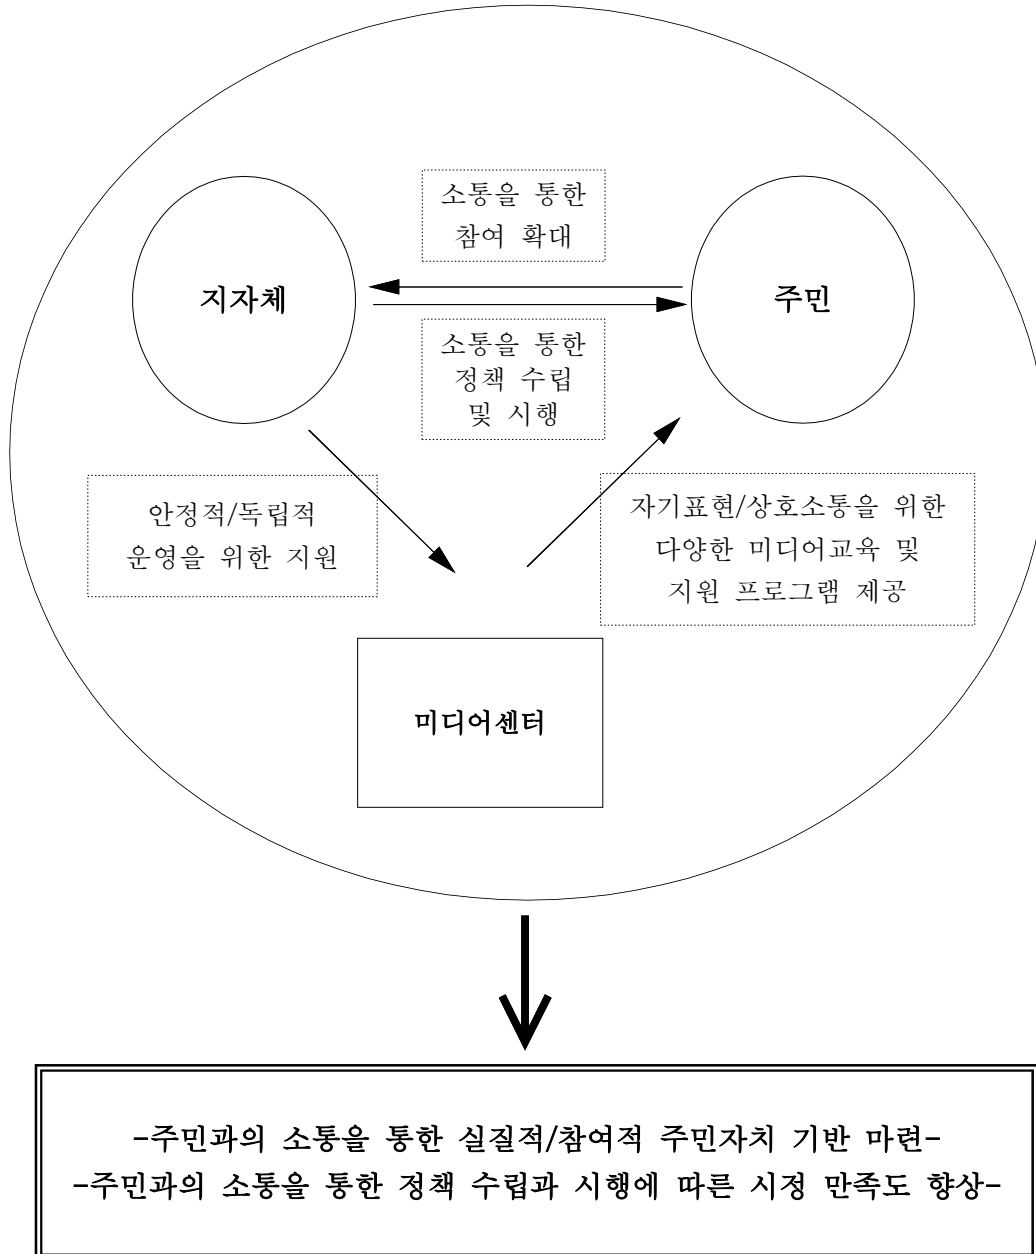 소통을 통한
참여 확대
지자체
주민
소통을 통한
정책 수립
및 시행
안정적/독립적
운영을 위한 지원
자기표현/상호소통을 위한
다양한 미디어교육 및
지원 프로그램 제공
미디어센터
-주민과의 소통을 통한 실질적/참여적 주민자치 기반 마련-
-주민과의 소통을 통한 정책 수립과 시행에 따른 시정 만족도 향상-